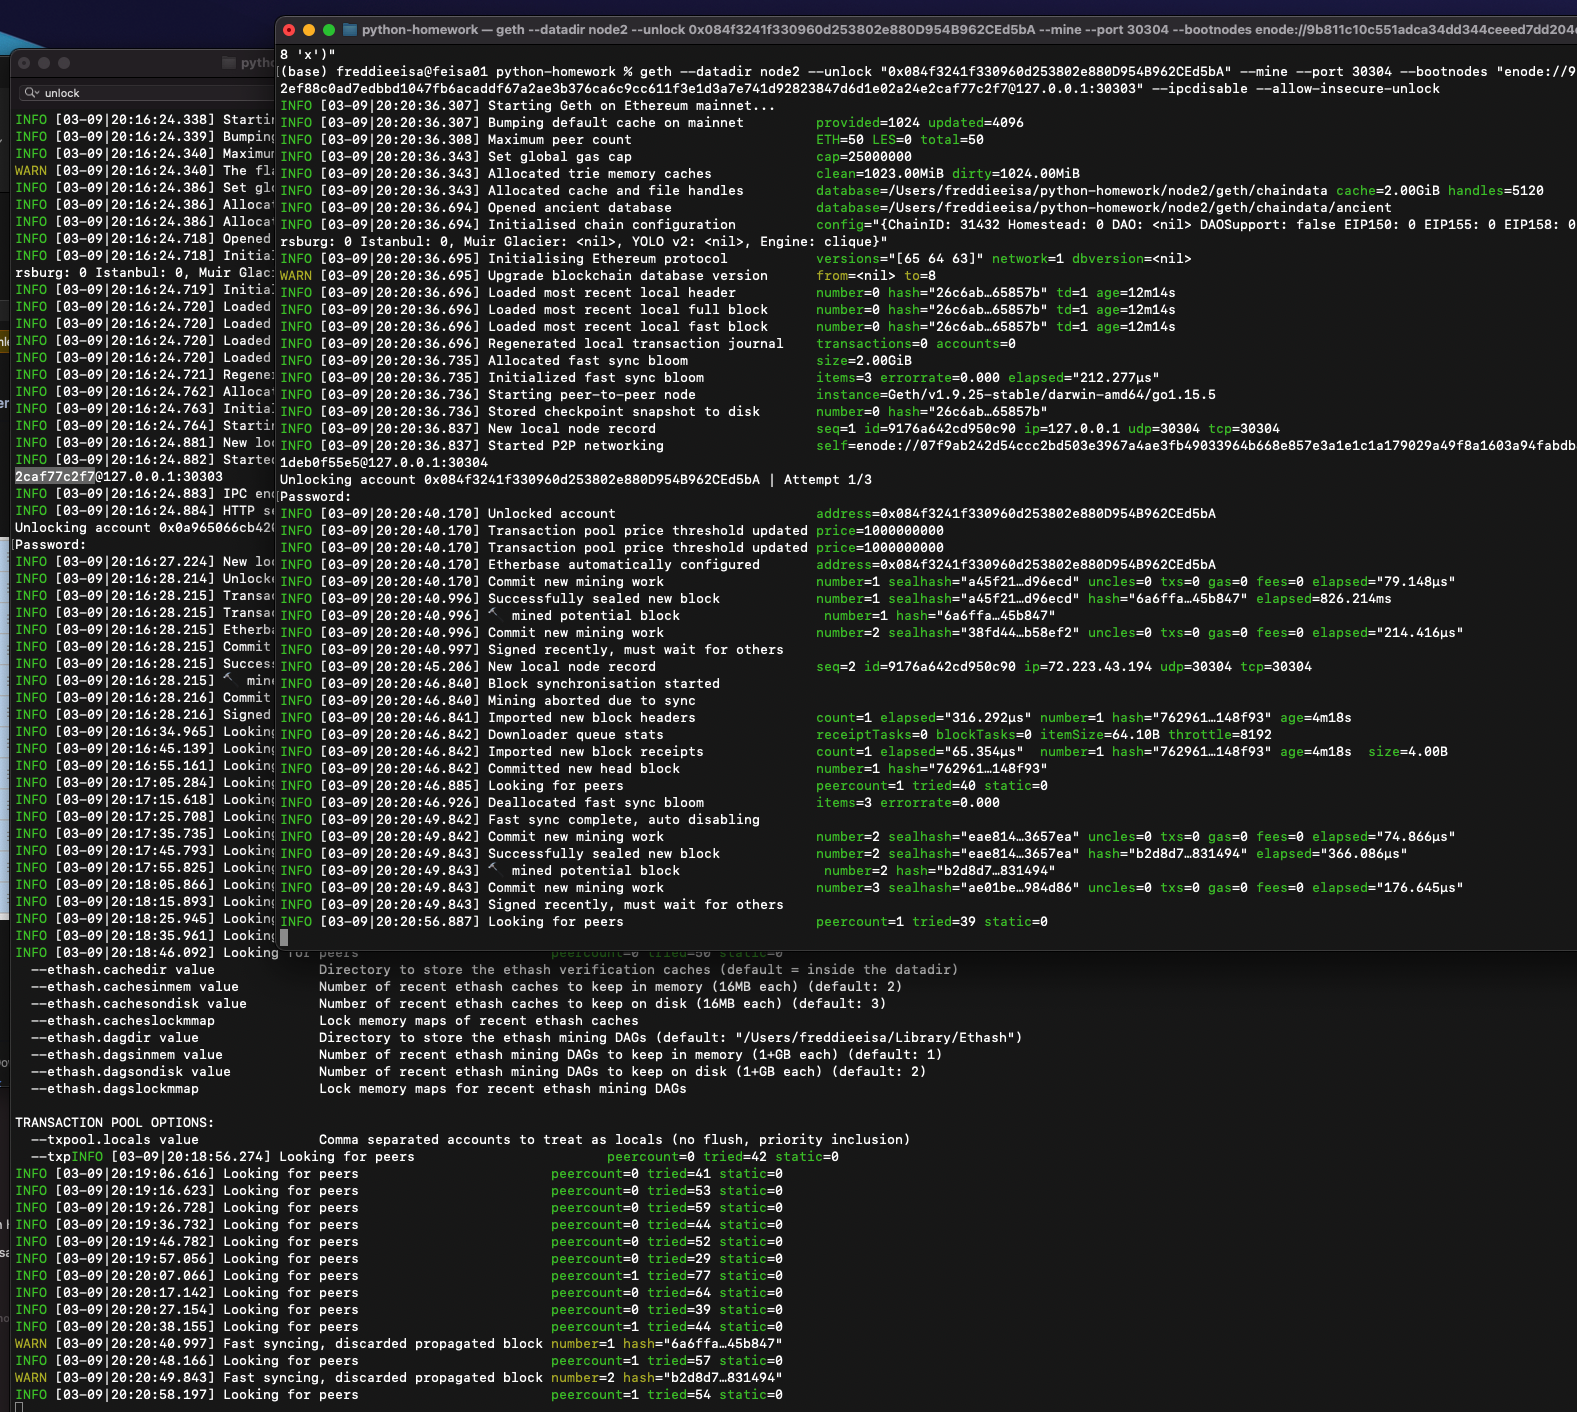 python-homework — geth --datadir node2 --unlock 0x084f3241f330960d253802e880D954B962CEd5bA --mine --port 30304 --bootnodes enode://9b811c10c551adca34dd344ceeed7dd204
8 'x')"
(base) freddieeisa@feisa01 python-homework % geth --datadir node2 --unlock "0x084f3241f330960d253802e880D954B962CEd5bA" --mine --port 30304 --bootnodes "enode://9
2ef88c0ad7edbbd1047fb6acaddf67a2ae3b376ca6c9cc611f3e1d3a7e741d92823847d6d1e02a24e2caf77c2f7@127.0.0.1:30303" --ipcdisable --allow-insecure-unlock
INFO [03-09|20:20:36.307] Starting Geth on Ethereum mainnet...
INFO [03-09|20:20:36.307] Bumping default cache on mainnet provided=1024 updated=4096
INFO [03-09|20:20:36.308] Maximum peer count ETH=50 LES=0 total=50
INFO [03-09|20:20:36.343] Set global gas cap cap=25000000
INFO [03-09|20:20:36.343] Allocated trie memory caches clean=1023.00MiB dirty=1024.00MiB
INFO [03-09|20:20:36.343] Allocated cache and file handles database=/Users/freddieeisa/python-homework/node2/geth/chaindata cache=2.00GiB handles=5120
INFO [03-09|20:20:36.694] Opened ancient database database=/Users/freddieeisa/python-homework/node2/geth/chaindata/ancient
INFO [03-09|20:20:36.694] Initialised chain configuration config="{ChainID: 31432 Homestead: 0 DAO: <nil> DAOSupport: false EIP150: 0 EIP155: 0 EIP158: 0
rsburg: 0 Istanbul: 0, Muir Glacier: <nil>, YOLO v2: <nil>, Engine: clique}"
INFO [03-09|20:20:36.695] Initialising Ethereum protocol versions="[65 64 63]" network=1 dbversion=<nil>
WARN [03-09|20:20:36.695] Upgrade blockchain database version from=<nil> to=8
INFO [03-09|20:20:36.696] Loaded most recent local header number=0 hash="26c6ab…65857b" td=1 age=12m14s
INFO [03-09|20:20:36.696] Loaded most recent local full block number=0 hash="26c6ab…65857b" td=1 age=12m14s
INFO [03-09|20:20:36.696] Loaded most recent local fast block number=0 hash="26c6ab…65857b" td=1 age=12m14s
INFO [03-09|20:20:36.696] Regenerated local transaction journal transactions=0 accounts=0
INFO [03-09|20:20:36.735] Allocated fast sync bloom size=2.00GiB
INFO [03-09|20:20:36.735] Initialized fast sync bloom items=3 errorrate=0.000 elapsed="212.277µs"
INFO [03-09|20:20:36.736] Starting peer-to-peer node instance=Geth/v1.9.25-stable/darwin-amd64/go1.15.5
INFO [03-09|20:20:36.736] Stored checkpoint snapshot to disk number=0 hash="26c6ab…65857b"
INFO [03-09|20:20:36.837] New local node record seq=1 id=9176a642cd950c90 ip=127.0.0.1 udp=30304 tcp=30304
INFO [03-09|20:20:36.837] Started P2P networking self=enode://07f9ab242d54ccc2bd503e3967a4ae3fb49033964b668e857e3a1e1c1a179029a49f8a1603a94fabdb
1deb0f55e5@127.0.0.1:30304
Unlocking account 0x084f3241f330960d253802e880D954B962CEd5bA | Attempt 1/3
Password:
INFO [03-09|20:20:40.170] Unlocked account address=0x084f3241f330960d253802e880D954B962CEd5bA
INFO [03-09|20:20:40.170] Transaction pool price threshold updated price=1000000000
INFO [03-09|20:20:40.170] Transaction pool price threshold updated price=1000000000
INFO [03-09|20:20:40.170] Etherbase automatically configured address=0x084f3241f330960d253802e880D954B962CEd5bA
INFO [03-09|20:20:40.170] Commit new mining work number=1 sealhash="a45f21…d96ecd" uncles=0 txs=0 gas=0 fees=0 elapsed="79.148µs"
INFO [03-09|20:20:40.996] Successfully sealed new block number=1 sealhash="a45f21…d96ecd" hash="6a6ffa…45b847" elapsed=826.214ms
INFO [03-09|20:20:40.996] 🔨 mined potential block number=1 hash="6a6ffa…45b847"
INFO [03-09|20:20:40.996] Commit new mining work number=2 sealhash="38fd44…b58ef2" uncles=0 txs=0 gas=0 fees=0 elapsed="214.416µs"
INFO [03-09|20:20:40.997] Signed recently, must wait for others
INFO [03-09|20:20:45.206] New local node record seq=2 id=9176a642cd950c90 ip=72.223.43.194 udp=30304 tcp=30304
INFO [03-09|20:20:46.840] Block synchronisation started
INFO [03-09|20:20:46.840] Mining aborted due to sync
INFO [03-09|20:20:46.841] Imported new block headers count=1 elapsed="316.292µs" number=1 hash="762961…148f93" age=4m18s
INFO [03-09|20:20:46.842] Downloader queue stats receiptTasks=0 blockTasks=0 itemSize=64.10B throttle=8192
INFO [03-09|20:20:46.842] Imported new block receipts count=1 elapsed="65.354µs" number=1 hash="762961…148f93" age=4m18s size=4.00B
INFO [03-09|20:20:46.842] Committed new head block number=1 hash="762961…148f93"
INFO [03-09|20:20:46.885] Looking for peers peercount=1 tried=40 static=0
INFO [03-09|20:20:46.926] Deallocated fast sync bloom items=3 errorrate=0.000
INFO [03-09|20:20:49.842] Fast sync complete, auto disabling
INFO [03-09|20:20:49.842] Commit new mining work number=2 sealhash="eae814…3657ea" uncles=0 txs=0 gas=0 fees=0 elapsed="74.866µs"
INFO [03-09|20:20:49.843] Successfully sealed new block number=2 sealhash="eae814…3657ea" hash="b2d8d7…831494" elapsed="366.086µs"
INFO [03-09|20:20:49.843] 🔨 mined potential block number=2 hash="b2d8d7…831494"
INFO [03-09|20:20:49.843] Commit new mining work number=3 sealhash="ae01be…984d86" uncles=0 txs=0 gas=0 fees=0 elapsed="176.645µs"
INFO [03-09|20:20:49.843] Signed recently, must wait for others
INFO [03-09|20:20:56.887] Looking for peers peercount=1 tried=39 static=0
pytho
unlock
INFO [03-09|20:16:24.338] Starti
INFO [03-09|20:16:24.339] Bumping
INFO [03-09|20:16:24.340] Maximum
WARN [03-09|20:16:24.340] The fla
INFO [03-09|20:16:24.386] Set glo
INFO [03-09|20:16:24.386] Allocat
INFO [03-09|20:16:24.386] Allocat
INFO [03-09|20:16:24.718] Opened
INFO [03-09|20:16:24.718] Initial
rsburg: 0 Istanbul: 0, Muir Glac
INFO [03-09|20:16:24.719] Initial
INFO [03-09|20:16:24.720] Loaded
INFO [03-09|20:16:24.720] Loaded
INFO [03-09|20:16:24.720] Loaded
INFO [03-09|20:16:24.720] Loaded
INFO [03-09|20:16:24.721] Regene
INFO [03-09|20:16:24.762] Allocat
INFO [03-09|20:16:24.763] Initial
INFO [03-09|20:16:24.764] Startin
INFO [03-09|20:16:24.881] New loc
INFO [03-09|20:16:24.882] Started
2caf77c2f7@127.0.0.1:30303
INFO [03-09|20:16:24.883] IPC end
INFO [03-09|20:16:24.884] HTTP se
Unlocking account 0x0a965066cb420
Password:
INFO [03-09|20:16:27.224] New loc
INFO [03-09|20:16:28.214] Unlocke
INFO [03-09|20:16:28.215] Transac
INFO [03-09|20:16:28.215] Transac
INFO [03-09|20:16:28.215] Etherba
INFO [03-09|20:16:28.215] Commit
INFO [03-09|20:16:28.215] Success
INFO [03-09|20:16:28.215] 🔨 mine
INFO [03-09|20:16:28.216] Commit
INFO [03-09|20:16:28.216] Signed
INFO [03-09|20:16:34.965] Looking
INFO [03-09|20:16:45.139] Looking
INFO [03-09|20:16:55.161] Looking
INFO [03-09|20:17:05.284] Looking
INFO [03-09|20:17:15.618] Looking
INFO [03-09|20:17:25.708] Looking
INFO [03-09|20:17:35.735] Looking
INFO [03-09|20:17:45.793] Looking
INFO [03-09|20:17:55.825] Looking
INFO [03-09|20:18:05.866] Looking
INFO [03-09|20:18:15.893] Looking
INFO [03-09|20:18:25.945] Looking
INFO [03-09|20:18:35.961] Looking
INFO [03-09|20:18:46.092] Looking for peers peercount=0 tried=50 static=0
--ethash.cachedir value Directory to store the ethash verification caches (default = inside the datadir)
--ethash.cachesinmem value Number of recent ethash caches to keep in memory (16MB each) (default: 2)
--ethash.cachesondisk value Number of recent ethash caches to keep on disk (16MB each) (default: 3)
--ethash.cacheslockmmap Lock memory maps of recent ethash caches
--ethash.dagdir value Directory to store the ethash mining DAGs (default: "/Users/freddieeisa/Library/Ethash")
--ethash.dagsinmem value Number of recent ethash mining DAGs to keep in memory (1+GB each) (default: 1)
--ethash.dagsondisk value Number of recent ethash mining DAGs to keep on disk (1+GB each) (default: 2)
--ethash.dagslockmmap Lock memory maps for recent ethash mining DAGs
TRANSACTION POOL OPTIONS:
--txpool.locals value Comma separated accounts to treat as locals (no flush, priority inclusion)
--txpINFO [03-09|20:18:56.274] Looking for peers peercount=0 tried=42 static=0
INFO [03-09|20:19:06.616] Looking for peers peercount=0 tried=41 static=0
INFO [03-09|20:19:16.623] Looking for peers peercount=0 tried=53 static=0
INFO [03-09|20:19:26.728] Looking for peers peercount=0 tried=59 static=0
INFO [03-09|20:19:36.732] Looking for peers peercount=0 tried=44 static=0
INFO [03-09|20:19:46.782] Looking for peers peercount=0 tried=52 static=0
INFO [03-09|20:19:57.056] Looking for peers peercount=0 tried=29 static=0
INFO [03-09|20:20:07.066] Looking for peers peercount=1 tried=77 static=0
INFO [03-09|20:20:17.142] Looking for peers peercount=0 tried=64 static=0
INFO [03-09|20:20:27.154] Looking for peers peercount=0 tried=39 static=0
INFO [03-09|20:20:38.155] Looking for peers peercount=1 tried=44 static=0
WARN [03-09|20:20:40.997] Fast syncing, discarded propagated block number=1 hash="6a6ffa…45b847"
INFO [03-09|20:20:48.166] Looking for peers peercount=1 tried=57 static=0
WARN [03-09|20:20:49.843] Fast syncing, discarded propagated block number=2 hash="b2d8d7…831494"
INFO [03-09|20:20:58.197] Looking for peers peercount=1 tried=54 static=0